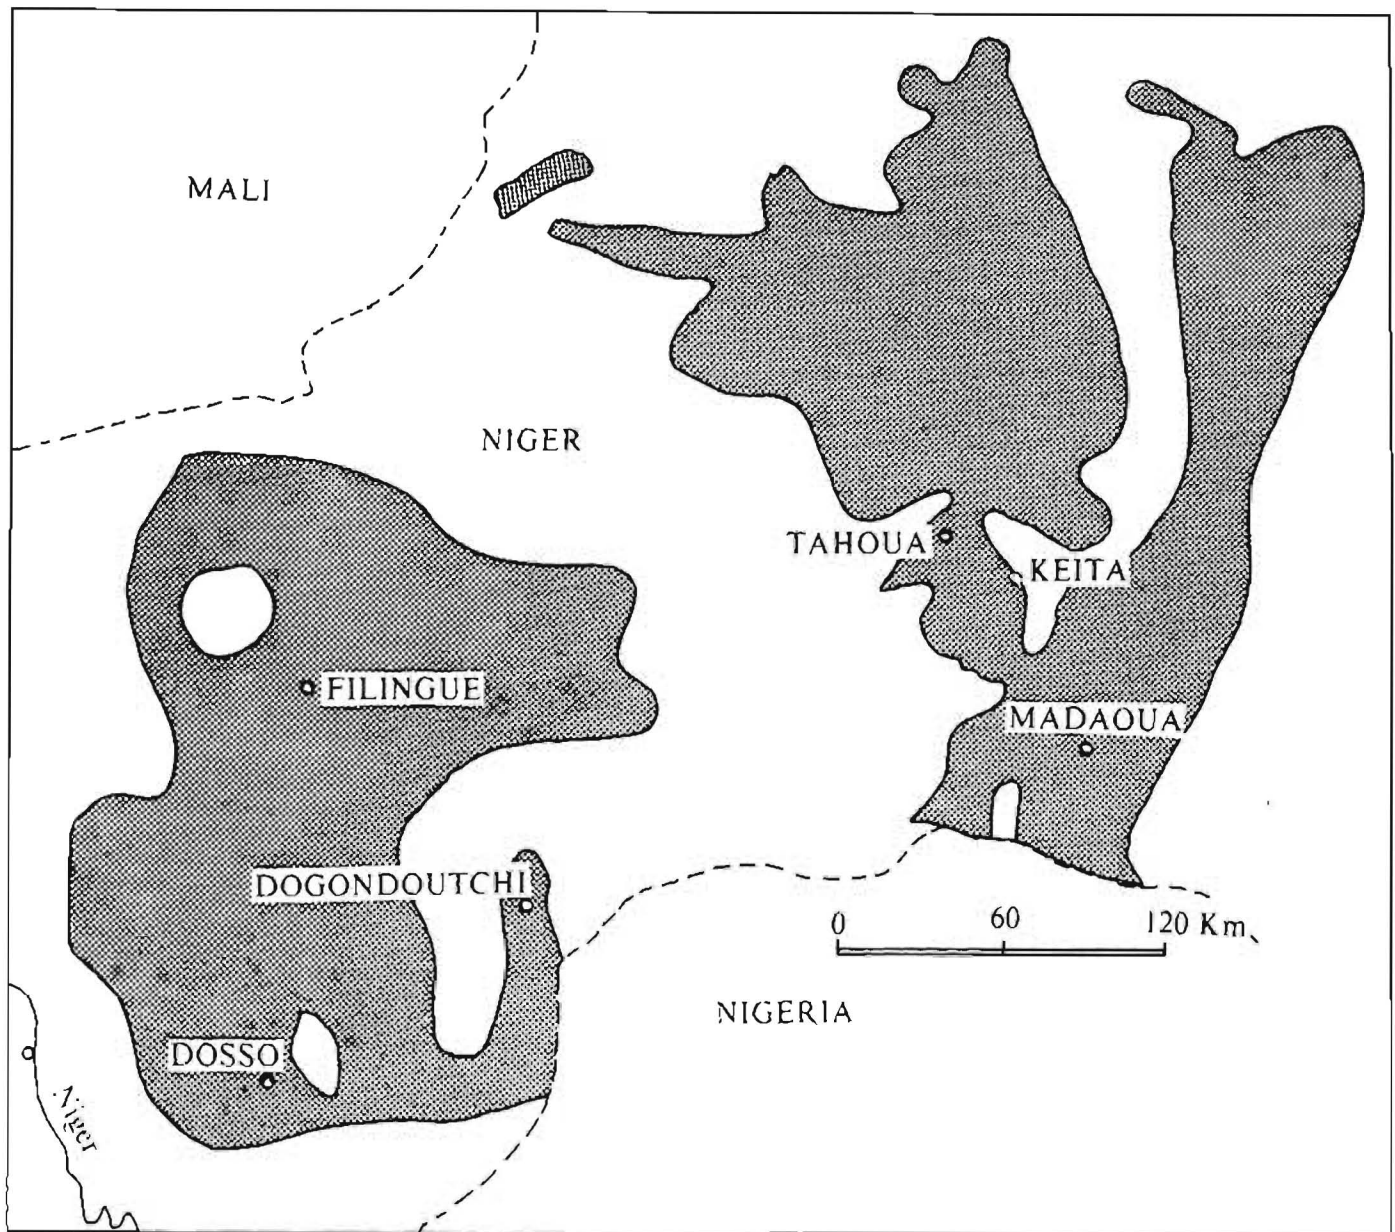 MALI
NIGER
TAHOUA
KEITA
FILINGUE
MADAOUA
DOGONDOUTCHI
0 60 120 Km
NIGERIA
DOSSO
Niger